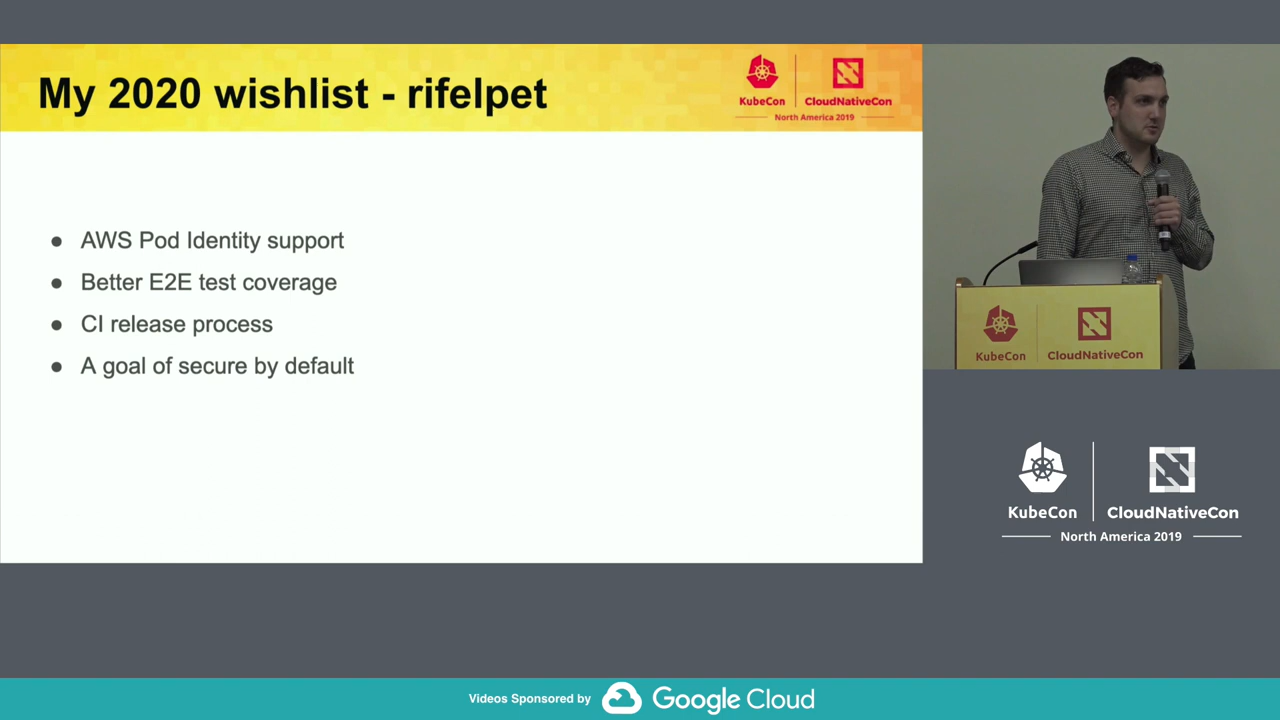 My 2020 wishlist - rifelpet
KubeCon
CloudNativeCon
North America 2019
● AWS Pod Identity support
● Better E2E test coverage
● CI release process
● A goal of secure by default
KubeCon
CloudNativeCon
KubeCon
CloudNativeCon
North America 2019
Videos Sponsored by
Google Cloud